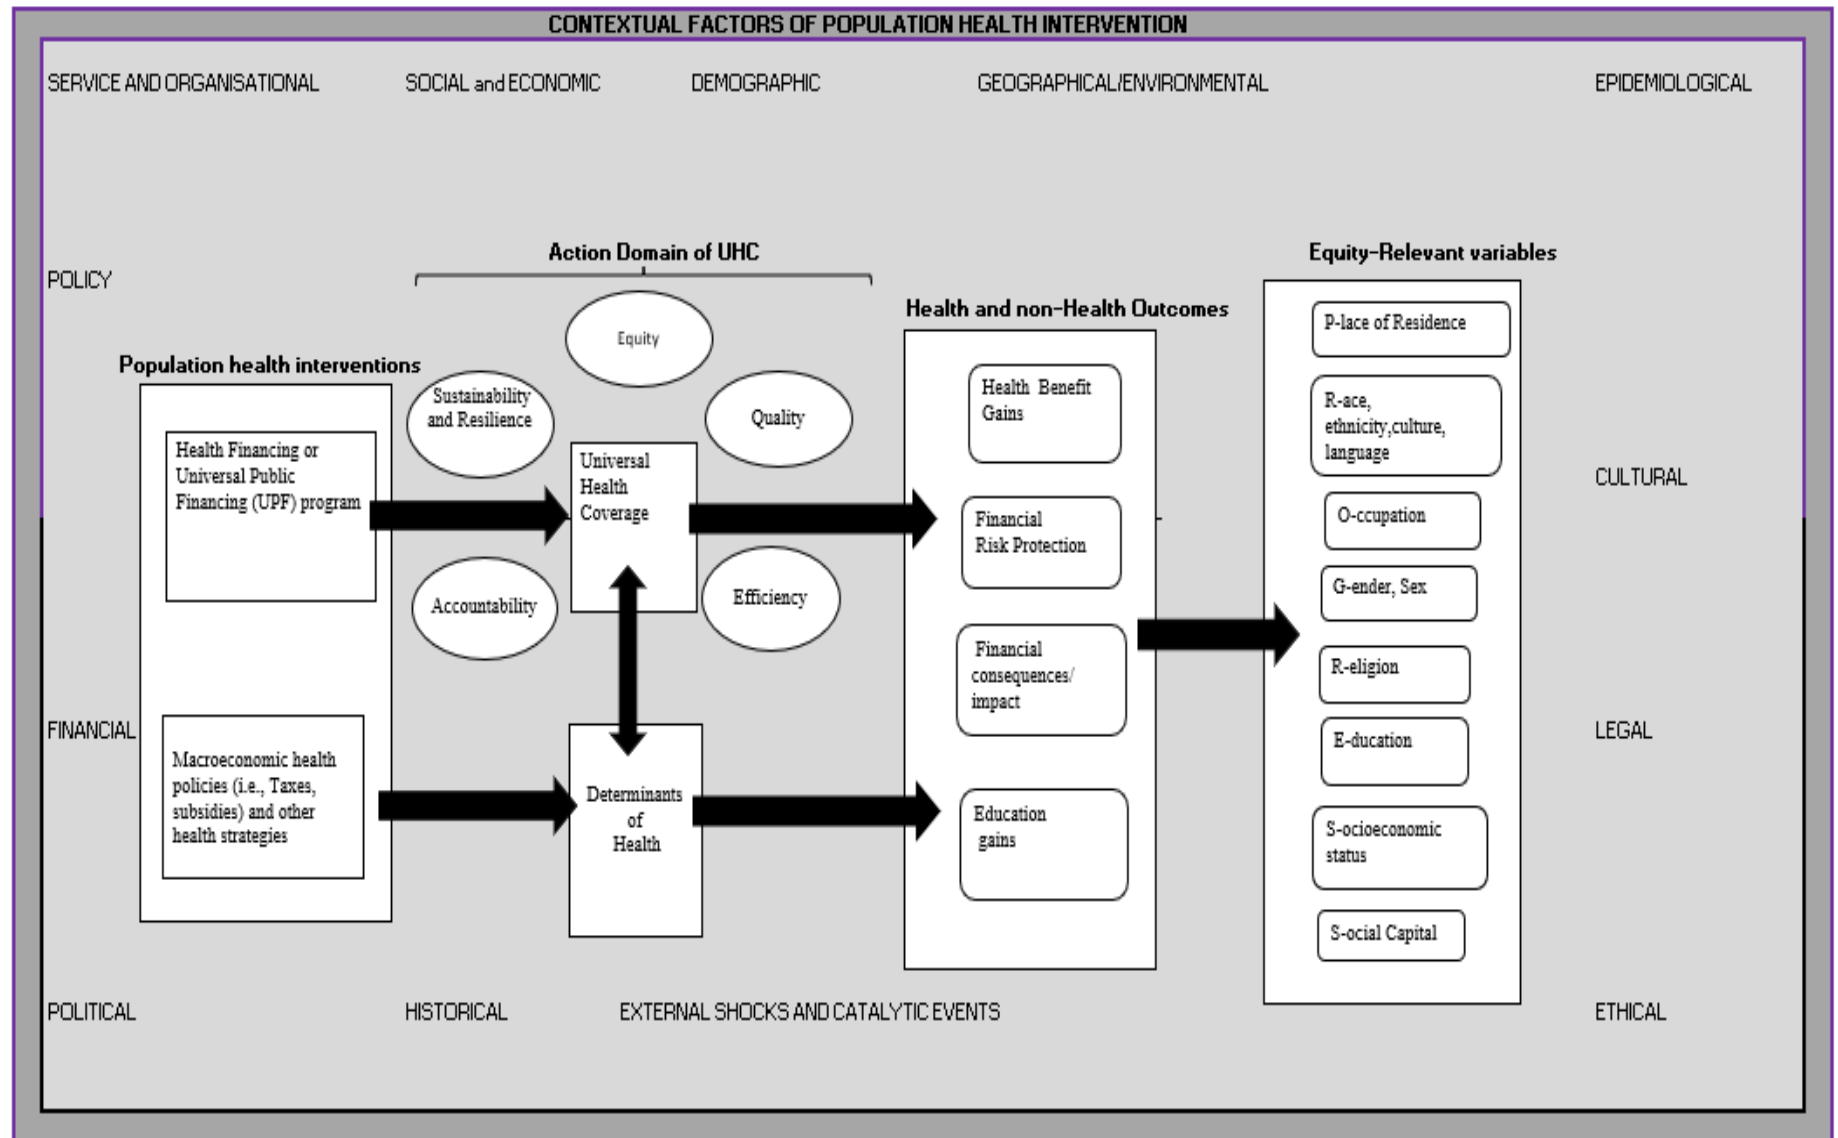 CONTEXTUAL FACTORS OF POPULATION HEALTH INTERVENTION
SERVICE AND ORGANISATIONAL
SOCIAL and ECONOMIC
DEMOGRAPHIC
GEOGRAPHICAL/ENVIRONMENTAL
EPIDEMIOLOGICAL
POLICY
FINANCIAL
Population health interventions
Health Financing or
Universal Public
Financing (UPF) program
Macroeconomic health
policies (i.e., Taxes,
subsidies) and other
health strategies
Action Domain of UHC
Equity
Sustainability
and Resilience
Quality
Universal
Health
Coverage
Accountability
Efficiency
Determinants
of
Health
Health and non-Health Outcomes
Health Benefit
Gains
Financial
Risk Protection
Financial
consequences/
impact
Education
gains
Equity-Relevant variables
P-lace of Residence
R-ace,
ethnicity,culture,
language
O-ccupation
G-ender, Sex
R-eligion
E-ducation
S-ocioeconomic
status
S-ocial Capital
CULTURAL
LEGAL
POLITICAL
HISTORICAL
EXTERNAL SHOCKS AND CATALYTIC EVENTS
ETHICAL